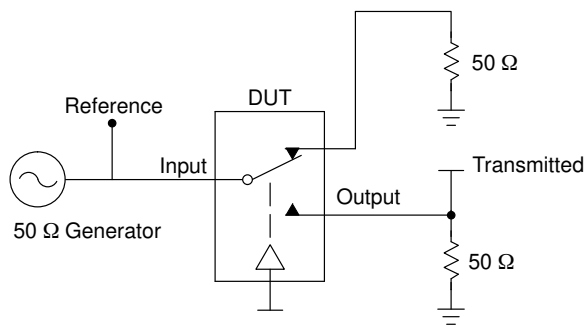 50 Ω
DUT
Reference
Input
Transmitted
Output
50 Ω Generator
50 Ω